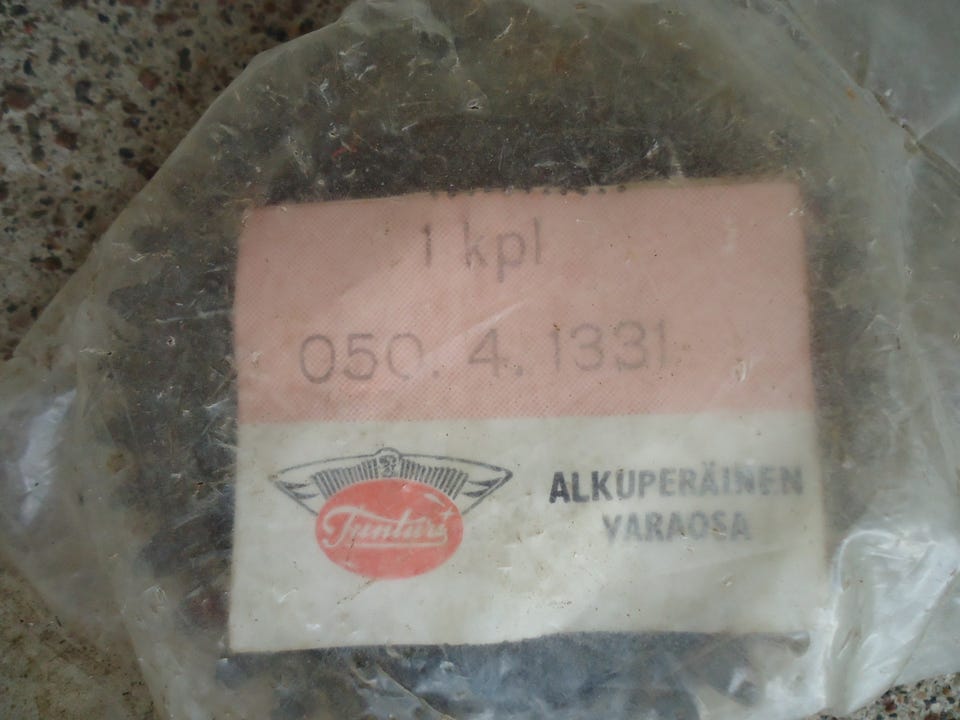 1 kpl
050. 4. 1331
Tunturi
ALKUPERÄINEN
VARAOSA